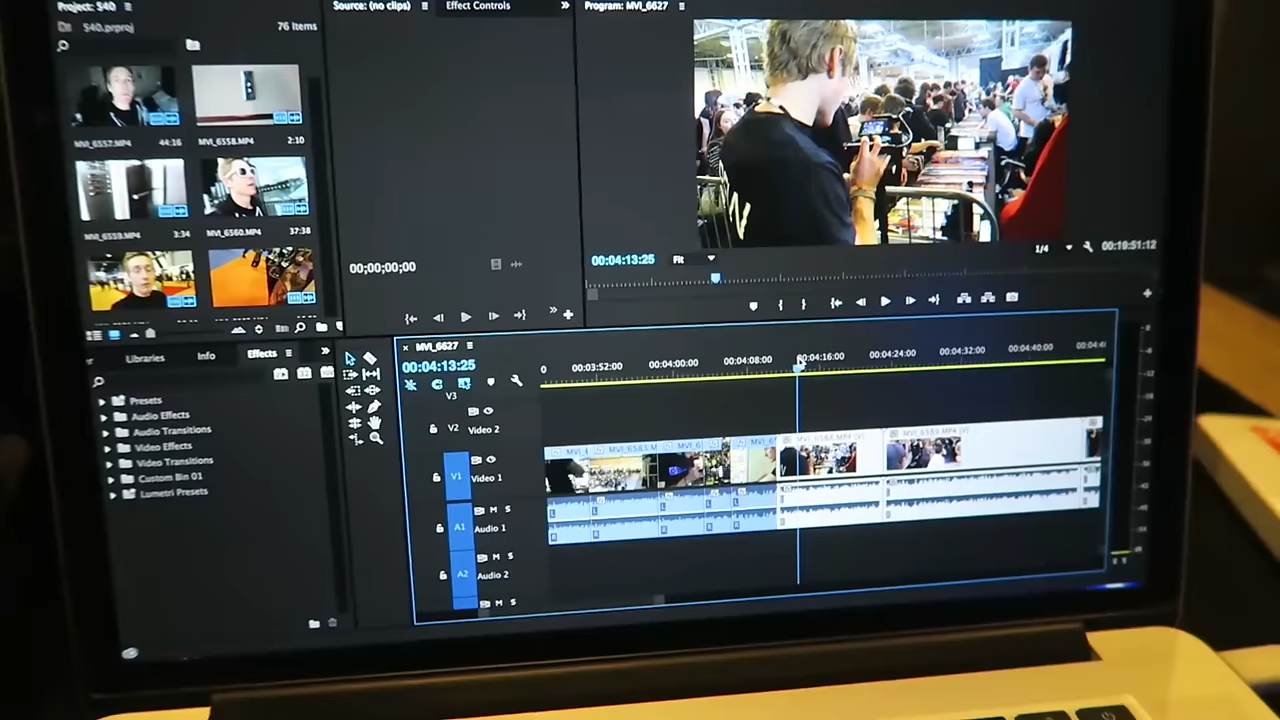 Project: S40
S40.prproj
76 Items
MVI_6557.MP4 44:16
MVI_6558.MP4 2:10
MVI_6559.MP4 3:34
MVI_6560.MP4 37:38
Source: (no clips)
Effect Controls
00;00;00;00
Program: MVI_6627
00:04:13:25
Fit
1/4
00:19:51:12
Libraries
Info
Effects
Presets
Audio Effects
Audio Transitions
Video Effects
Video Transitions
Custom Bin 01
Lumetri Presets
MVI_6627
00:04:13:25
00:03:52:00
00:04:00:00
00:04:08:00
00:04:16:00
00:04:24:00
00:04:32:00
00:04:40:00
V3
V2 Video 2
V1 Video 1
M S
A1 Audio 1
M S
A2 Audio 2
M S